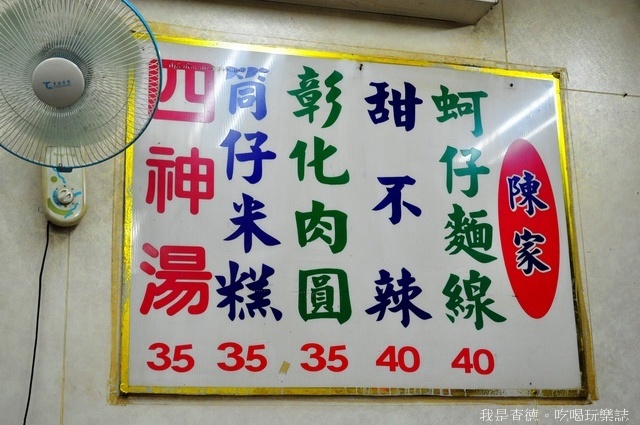 陳家
蚵仔麵線 40
甜不辣 40
彰化肉圓 35
筒仔米糕 35
四神湯 35
我是查德。吃喝玩樂誌